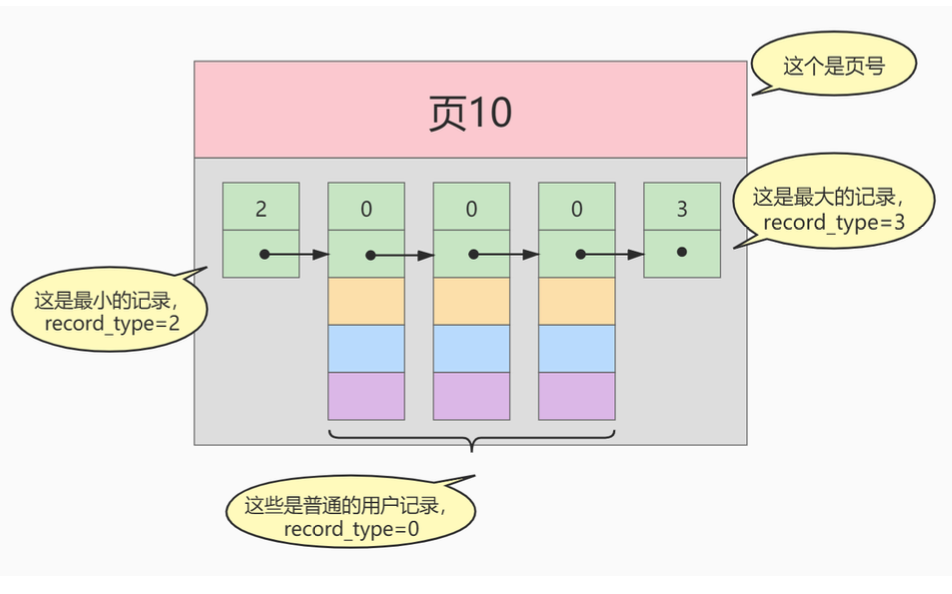 这个是页号
页10
2
0
0
0
3
这是最大的记录，
record_type=3
这是最小的记录，
record_type=2
这些是普通的用户记录，
record_type=0